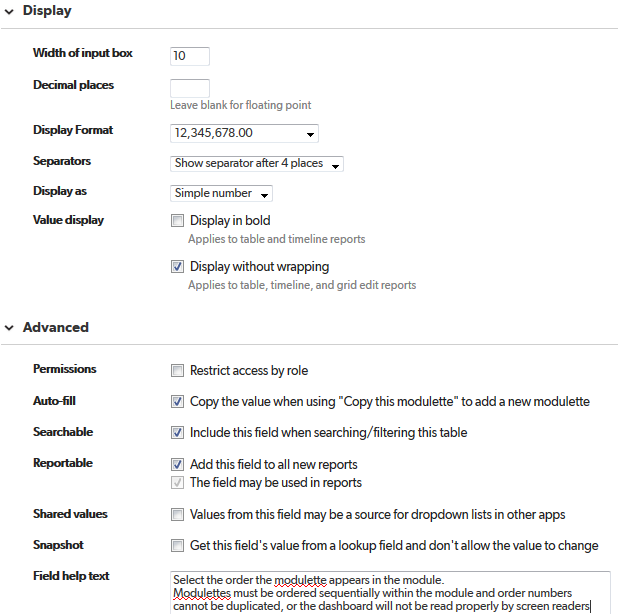 Display
Width of input box 10
Decimal places
Leave blank for floating point
Display Format 12,345,678.00
Separators Show separator after 4 places
Display as Simple number
Value display Display in bold
Applies to table and timeline reports
Display without wrapping
Applies to table, timeline, and grid edit reports
Advanced
Permissions Restrict access by role
Auto-fill Copy the value when using "Copy this modulette" to add a new modulette
Searchable Include this field when searching/filtering this table
Reportable Add this field to all new reports
The field may be used in reports
Shared values Values from this field may be a source for dropdown lists in other apps
Snapshot Get this field's value from a lookup field and don't allow the value to change
Field help text Select the order the modulette appears in the module.
Modulettes must be ordered sequentially within the module and order numbers
cannot be duplicated, or the dashboard will not be read properly by screen readers